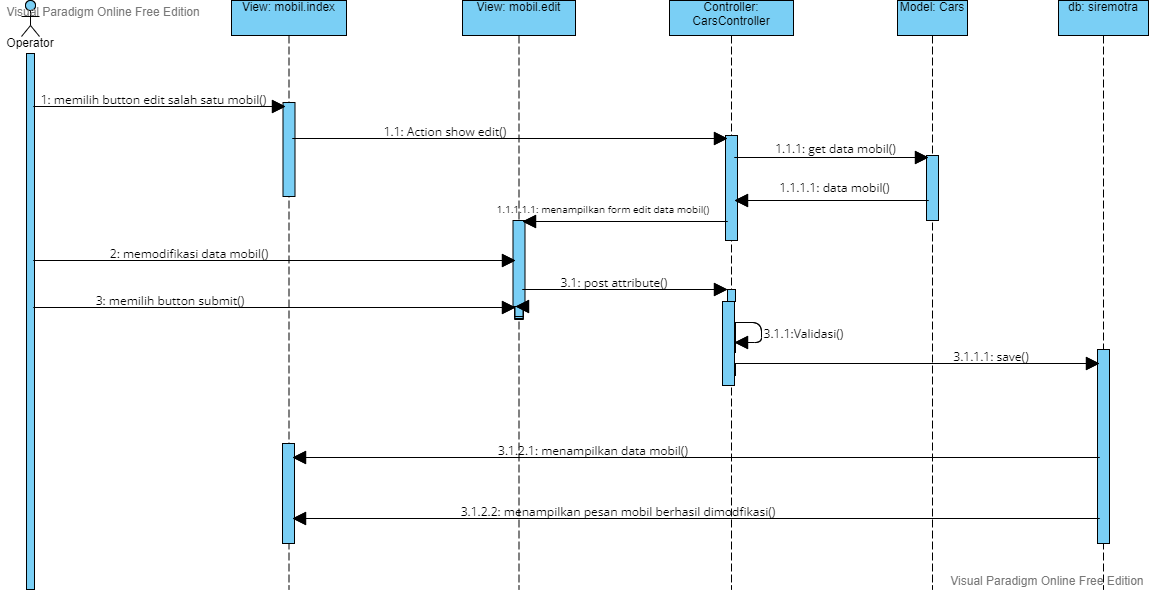 Visual Paradigm Online Free Edition
View: mobil.index
View: mobil.edit
Controller:
CarsController
Model: Cars
db: siremotra
Operator
1: memilih button edit salah satu mobil()
1.1: Action show edit()
1.1.1: get data mobil()
1.1.1.1: data mobil()
1.1.1.1.1: menampilkan form edit data mobil()
2: memodifikasi data mobil()
3.1: post attribute()
3: memilih button submit()
3.1.1:Validasi()
3.1.1.1: save()
3.1.2.1: menampilkan data mobil()
3.1.2.2: menampilkan pesan mobil berhasil dimodfikasi()
Visual Paradigm Online Free Edition